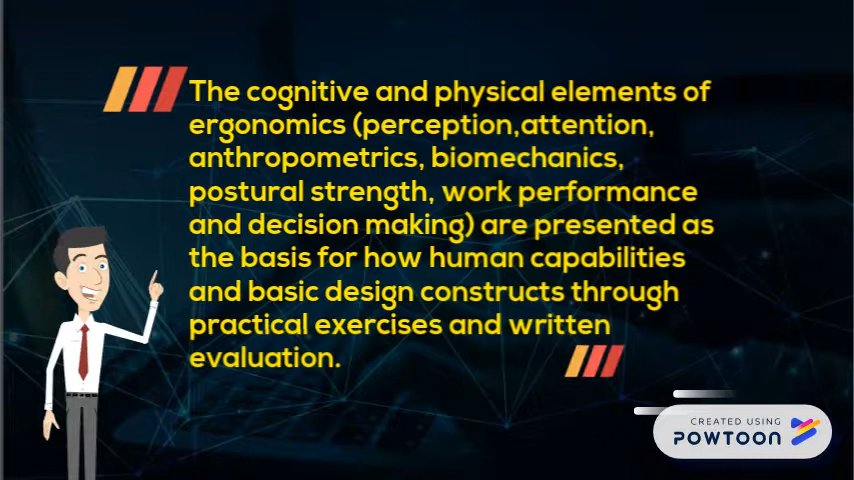 The cognitive and physical elements of
ergonomics (perception,attention,
anthropometrics, biomechanics,
postural strength, work performance
and decision making) are presented as
the basis for how human capabilities
and basic design constructs through
practical exercises and written
evaluation.
CREATED USING
POWTOON